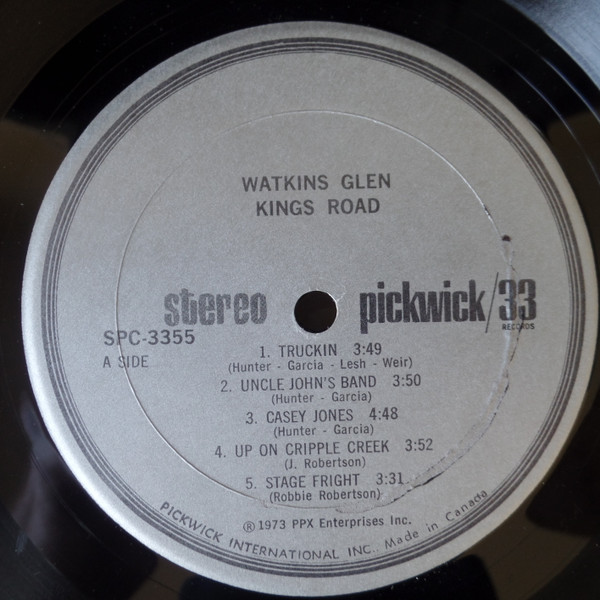 WATKINS GLEN
KINGS ROAD
stereo
pickwick/33
RECORDS
SPC-3355
A SIDE
1. TRUCKIN 3:49
(Hunter - Garcia - Lesh - Weir)
2. UNCLE JOHN'S BAND 3:50
(Hunter - Garcia)
3. CASEY JONES 4:48
(Hunter - Garcia)
4. UP ON CRIPPLE CREEK 3:52
(J. Robertson)
5. STAGE FRIGHT 3:31
(Robbie Robertson)
℗ 1973 PPX Enterprises Inc.
PICKWICK INTERNATIONAL INC., Made in Canada